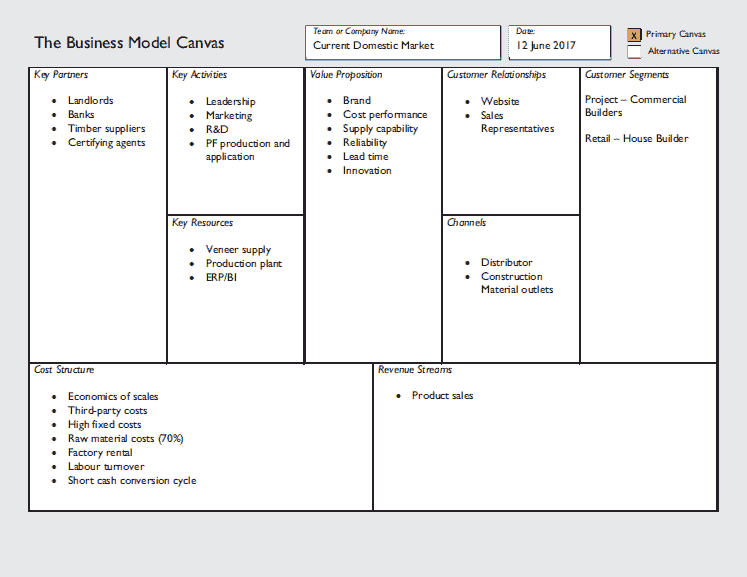 The Business Model Canvas
Team or Company Name:
Current Domestic Market
Date:
12 June 2017
X Primary Canvas
Alternative Canvas
Key Partners
• Landlords
• Banks
• Timber suppliers
• Certifying agents
Key Activities
• Leadership
• Marketing
• R&D
• PF production and
application
Key Resources
• Veneer supply
• Production plant
• ERP/BI
Value Proposition
• Brand
• Cost performance
• Supply capability
• Reliability
• Lead time
• Innovation
Customer Relationships
• Website
• Sales
Representatives
Channels
• Distributor
• Construction
Material outlets
Customer Segments
Project – Commercial
Builders
Retail – House Builder
Cost Structure
• Economics of scales
• Third-party costs
• High fixed costs
• Raw material costs (70%)
• Factory rental
• Labour turnover
• Short cash conversion cycle
Revenue Streams
• Product sales